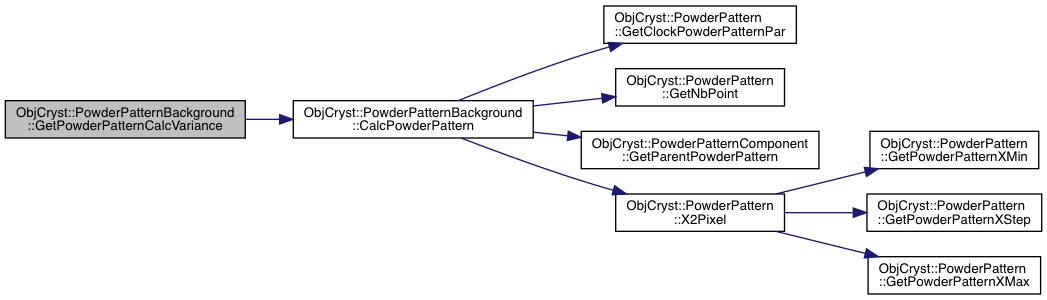 ObjCryst::PowderPatternBackground
::GetPowderPatternCalcVariance
ObjCryst::PowderPatternBackground
::CalcPowderPattern
ObjCryst::PowderPattern
::GetClockPowderPatternPar
ObjCryst::PowderPattern
::GetNbPoint
ObjCryst::PowderPatternComponent
::GetParentPowderPattern
ObjCryst::PowderPattern
::X2Pixel
ObjCryst::PowderPattern
::GetPowderPatternXMin
ObjCryst::PowderPattern
::GetPowderPatternXStep
ObjCryst::PowderPattern
::GetPowderPatternXMax